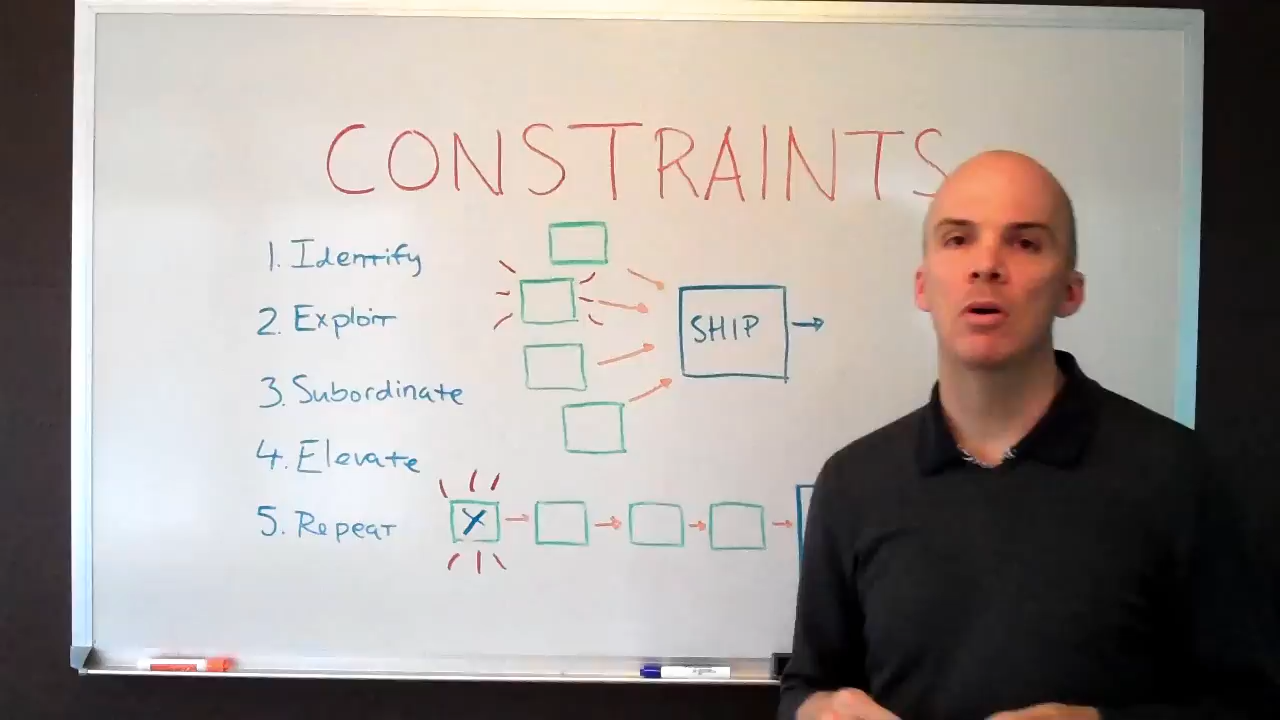 CONSTRAINTS
1. Identify
2. Exploit
3. Subordinate
4. Elevate
5. Repeat
SHIP
X